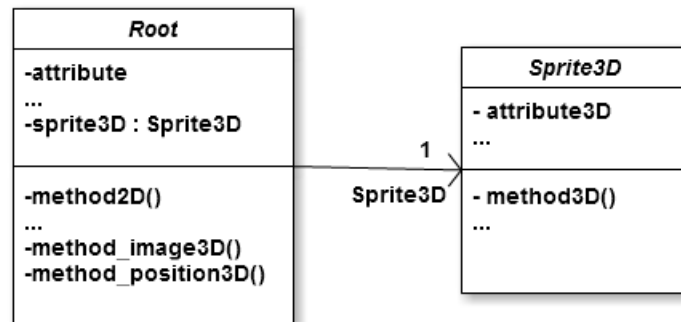 Root
-attribute
...
-sprite3D : Sprite3D
-method2D()
...
-method_image3D()
-method_position3D()
1
Sprite3D
Sprite3D
- attribute3D
...
- method3D()
...